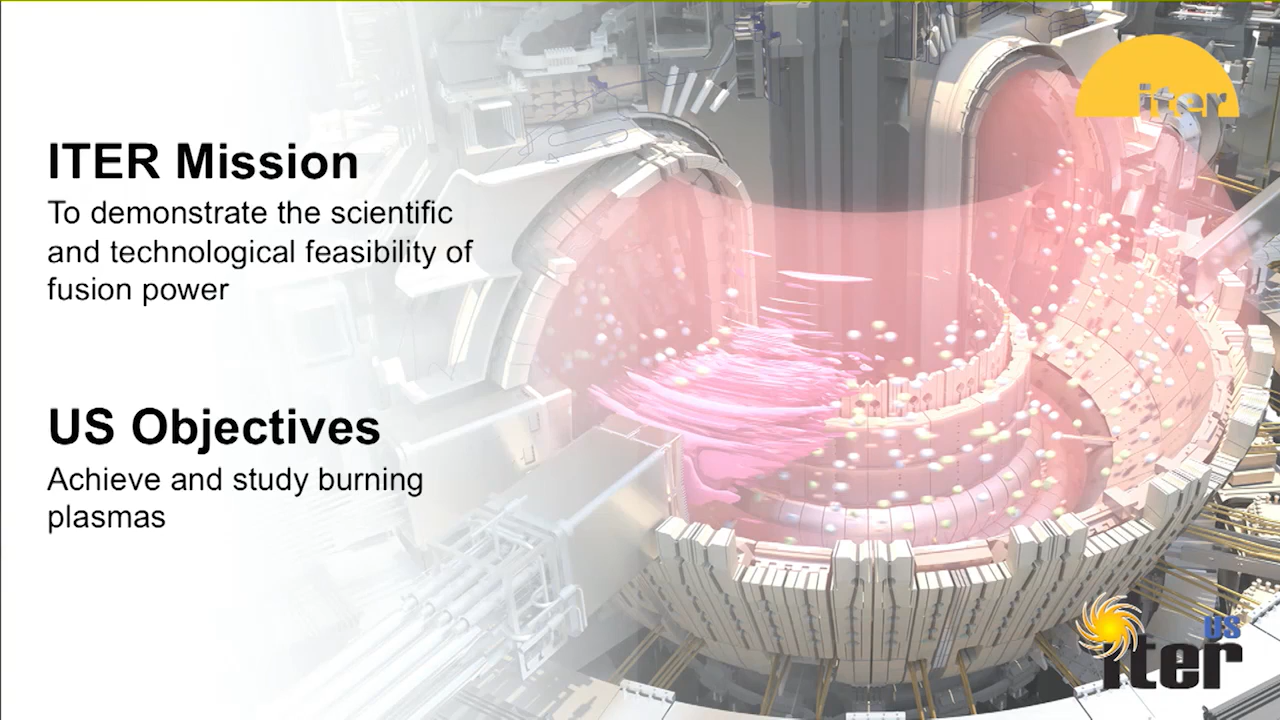 iter
ITER Mission
To demonstrate the scientific
and technological feasibility of
fusion power
US Objectives
Achieve and study burning
plasmas
US
iter